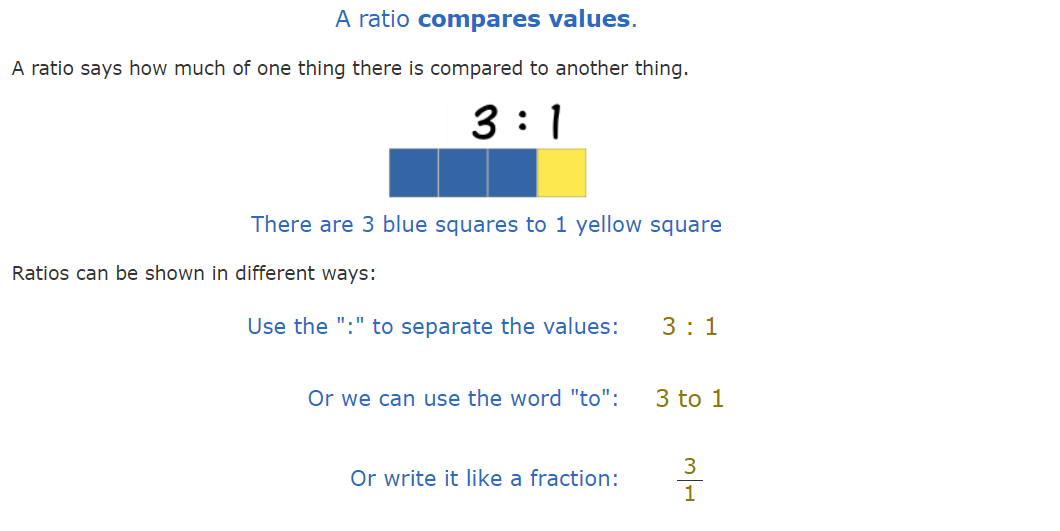 A ratio compares values.
A ratio says how much of one thing there is compared to another thing.
3 : 1
There are 3 blue squares to 1 yellow square
Ratios can be shown in different ways:
Use the ":" to separate the values: 3 : 1
Or we can use the word "to": 3 to 1
Or write it like a fraction: 3
1